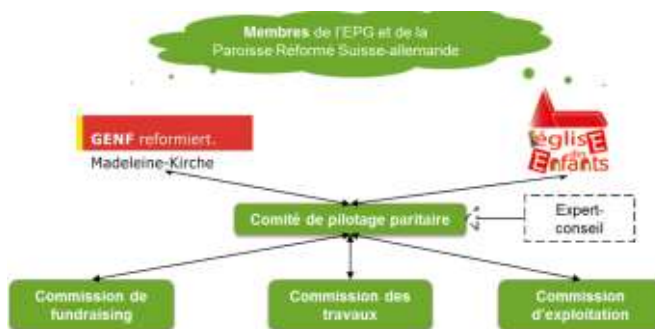 Membres de l'EPG et de la
Paroisse Réformé Suisse-allemande
GENF reformiert.
Madeleine-Kirche
église
des
Enfants
Comité de pilotage paritaire
Expert-
conseil
Commission de
fundraising
Commission des
travaux
Commission
d'exploitation